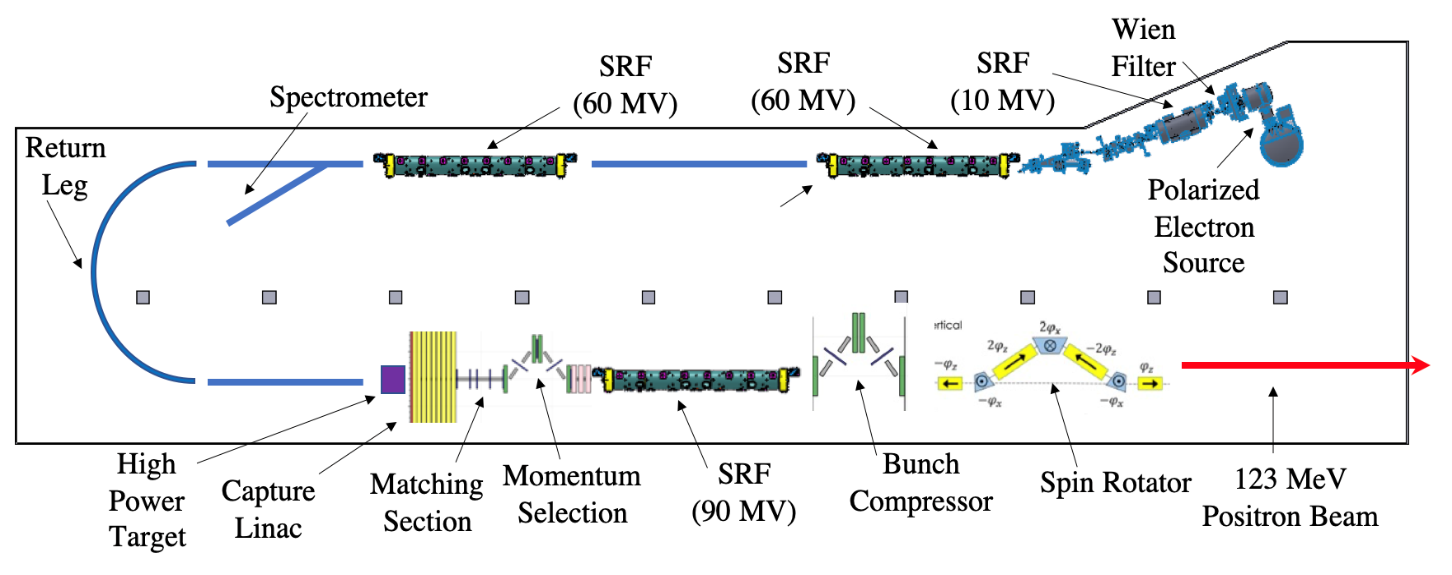 Wien
Filter
SRF
(10 MV)
SRF
(60 MV)
SRF
(60 MV)
Spectrometer
Return
Leg
Polarized
Electron
Source
rtical
2φx
2φz
-2φz
-φz
φz
-φx
-φx
High
Power
Target
Capture
Linac
Matching
Section
Momentum
Selection
SRF
(90 MV)
Bunch
Compressor
Spin Rotator
123 MeV
Positron Beam